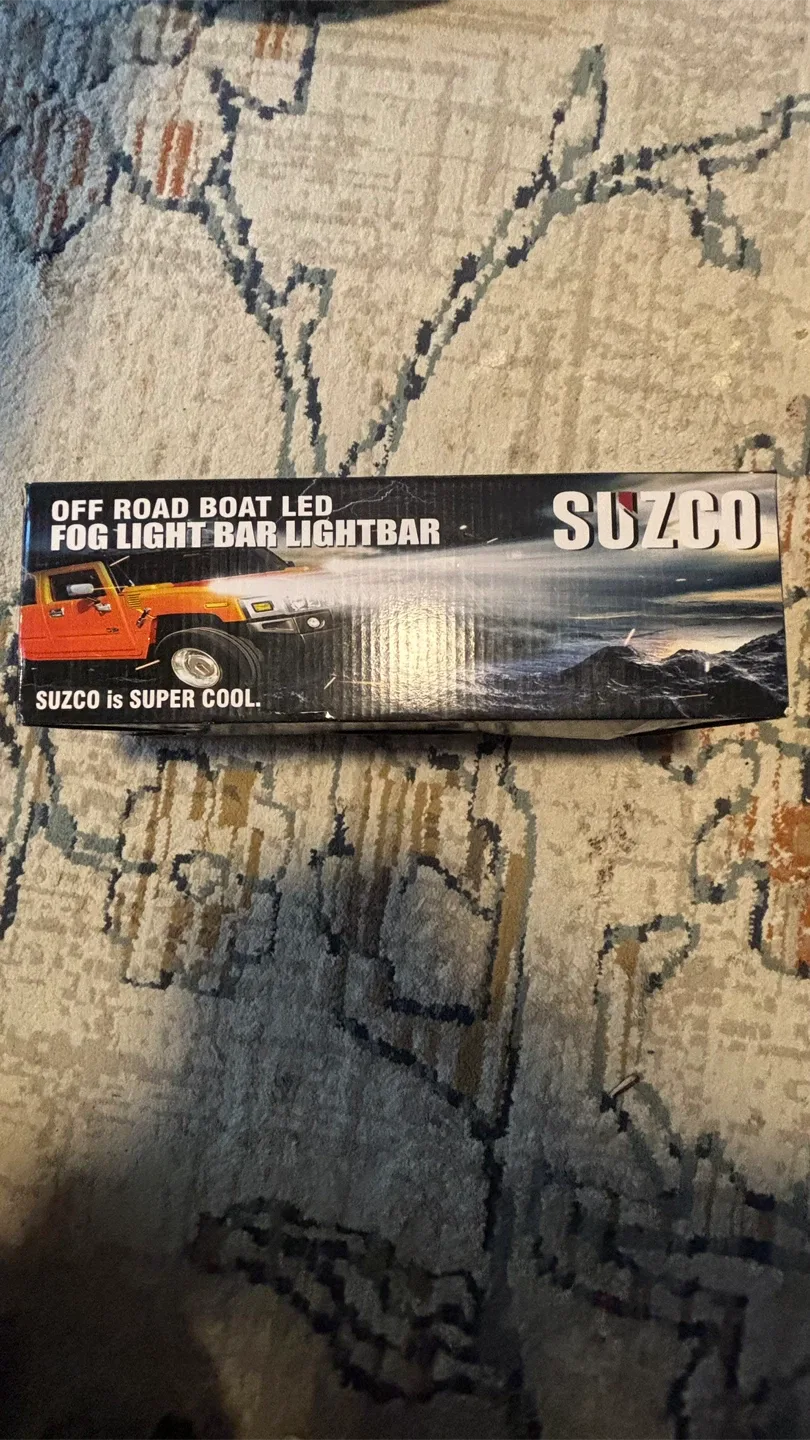 OFF ROAD BOAT LED
FOG LIGHT BAR LIGHTBAR
SUZCO
SUZCO is SUPER COOL.